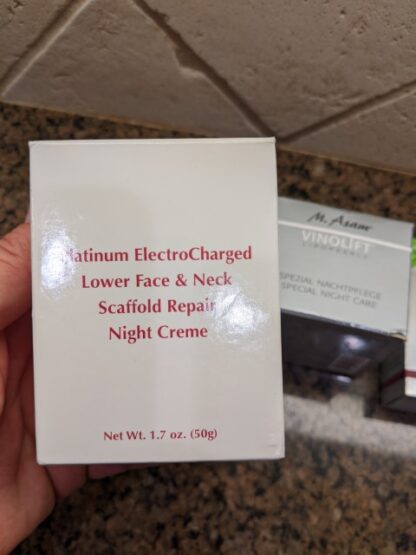 Platinum ElectroCharged
Lower Face & Neck
Scaffold Repair
Night Creme
Net Wt. 1.7 oz. (50g)
M. Asam
VINOLIFT
SPEZIAL NACHTPFLEGE
SPECIAL NIGHT CARE